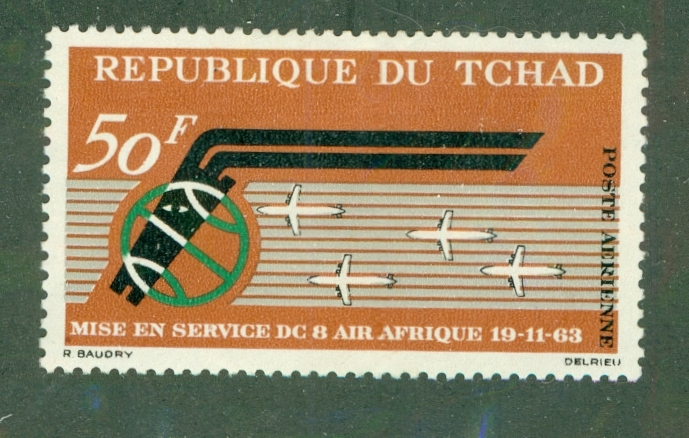 REPUBLIQUE DU TCHAD
50F
POSTE AERIENNE
MISE EN SERVICE DC 8 AIR AFRIQUE 19-11-63
R BAUDRY
DELRIEU